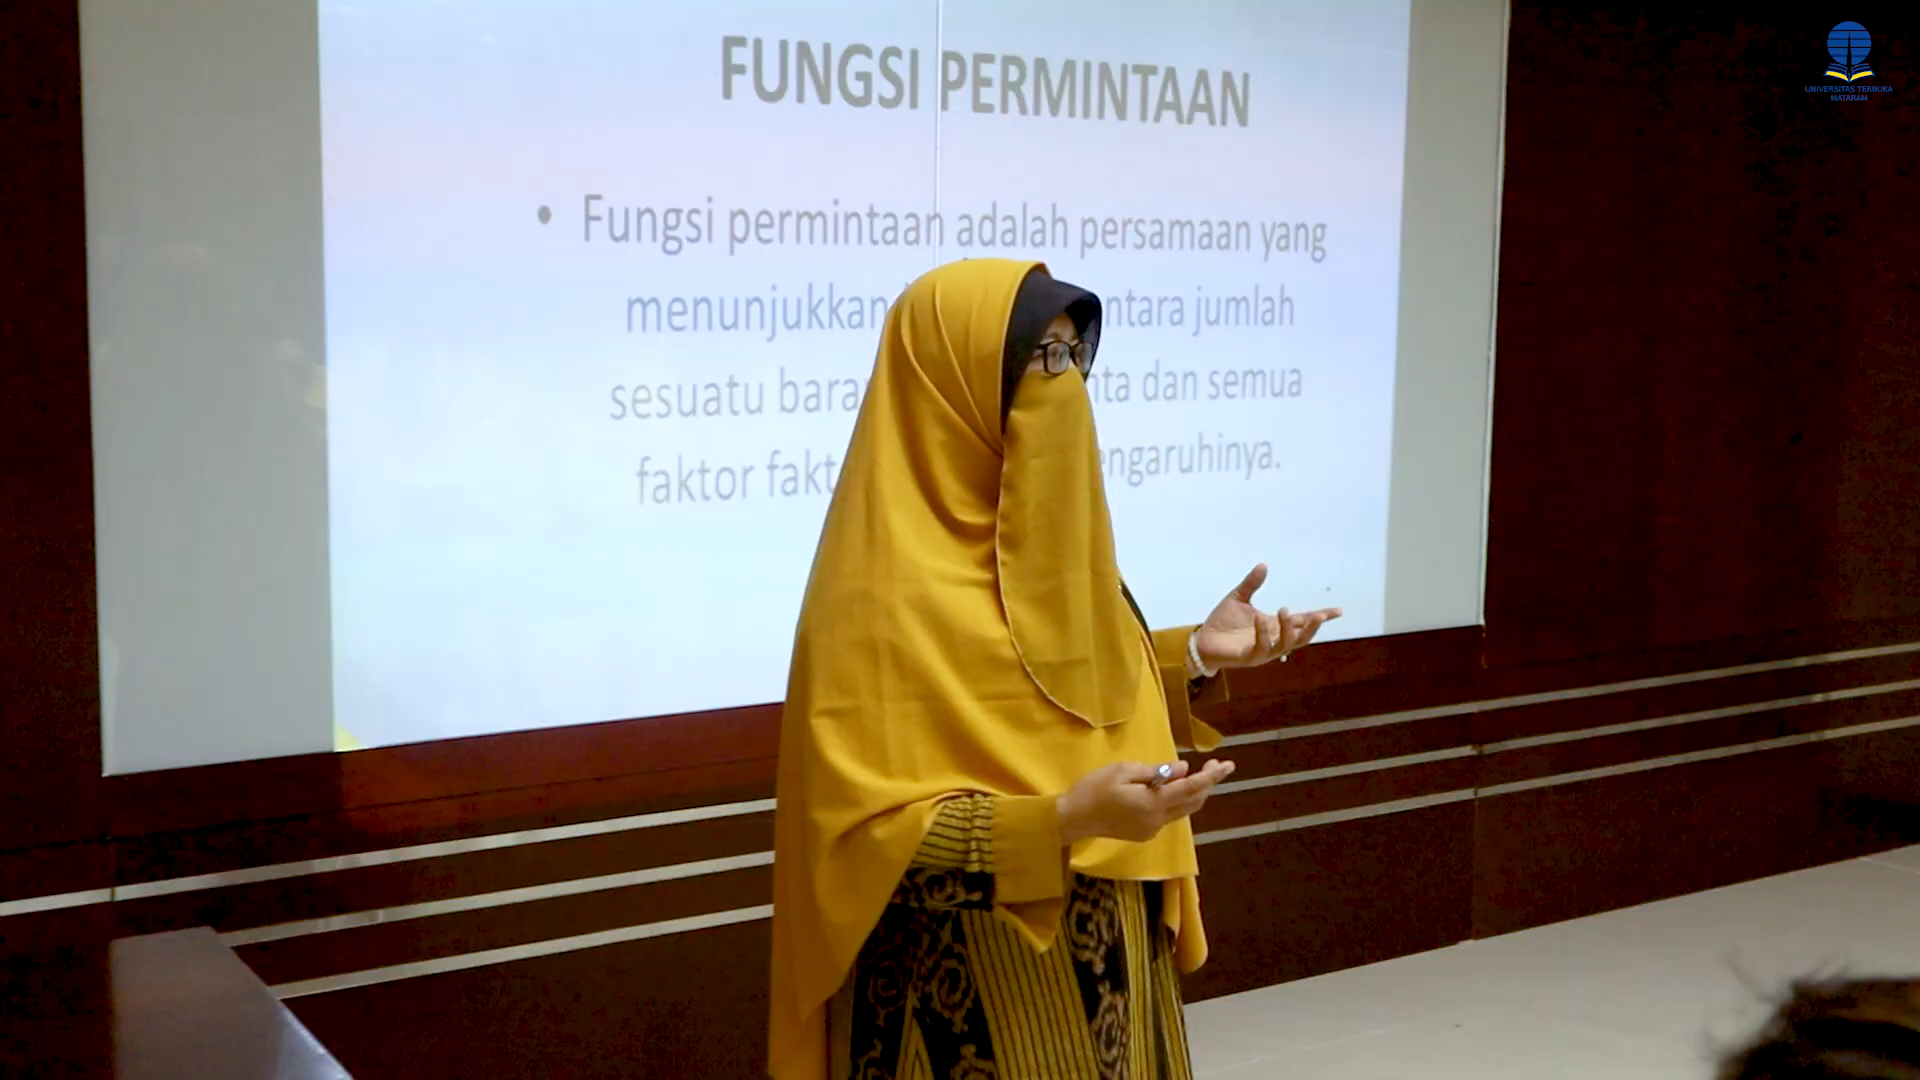 FUNGSI PERMINTAAN
• Fungsi permintaan adalah persamaan yang
menunjukkan ntara jumlah
sesuatu bara nta dan semua
faktor fakt engaruhinya.
UNIVERSITAS TERBUKA
MATARAM